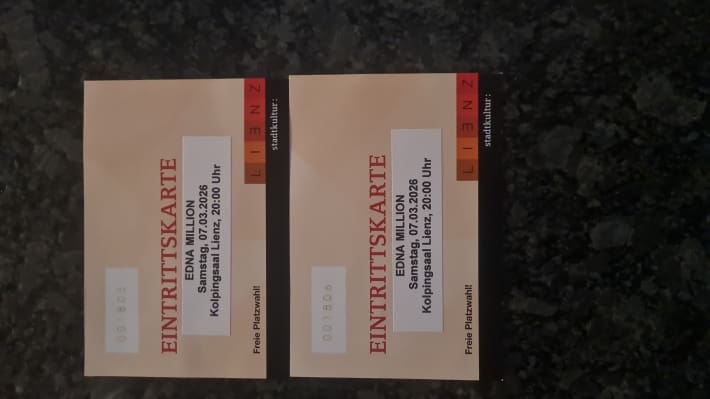 EINTRITTSKARTE
EDNA MILLION
Samstag, 07.03.2026
Kolpingsaal Lienz, 20:00 Uhr
Freie Platzwahl!
LIENZ
stadtkultur:
EINTRITTSKARTE
001806
EDNA MILLION
Samstag, 07.03.2026
Kolpingsaal Lienz, 20:00 Uhr
Freie Platzwahl!
LIENZ
stadtkultur: